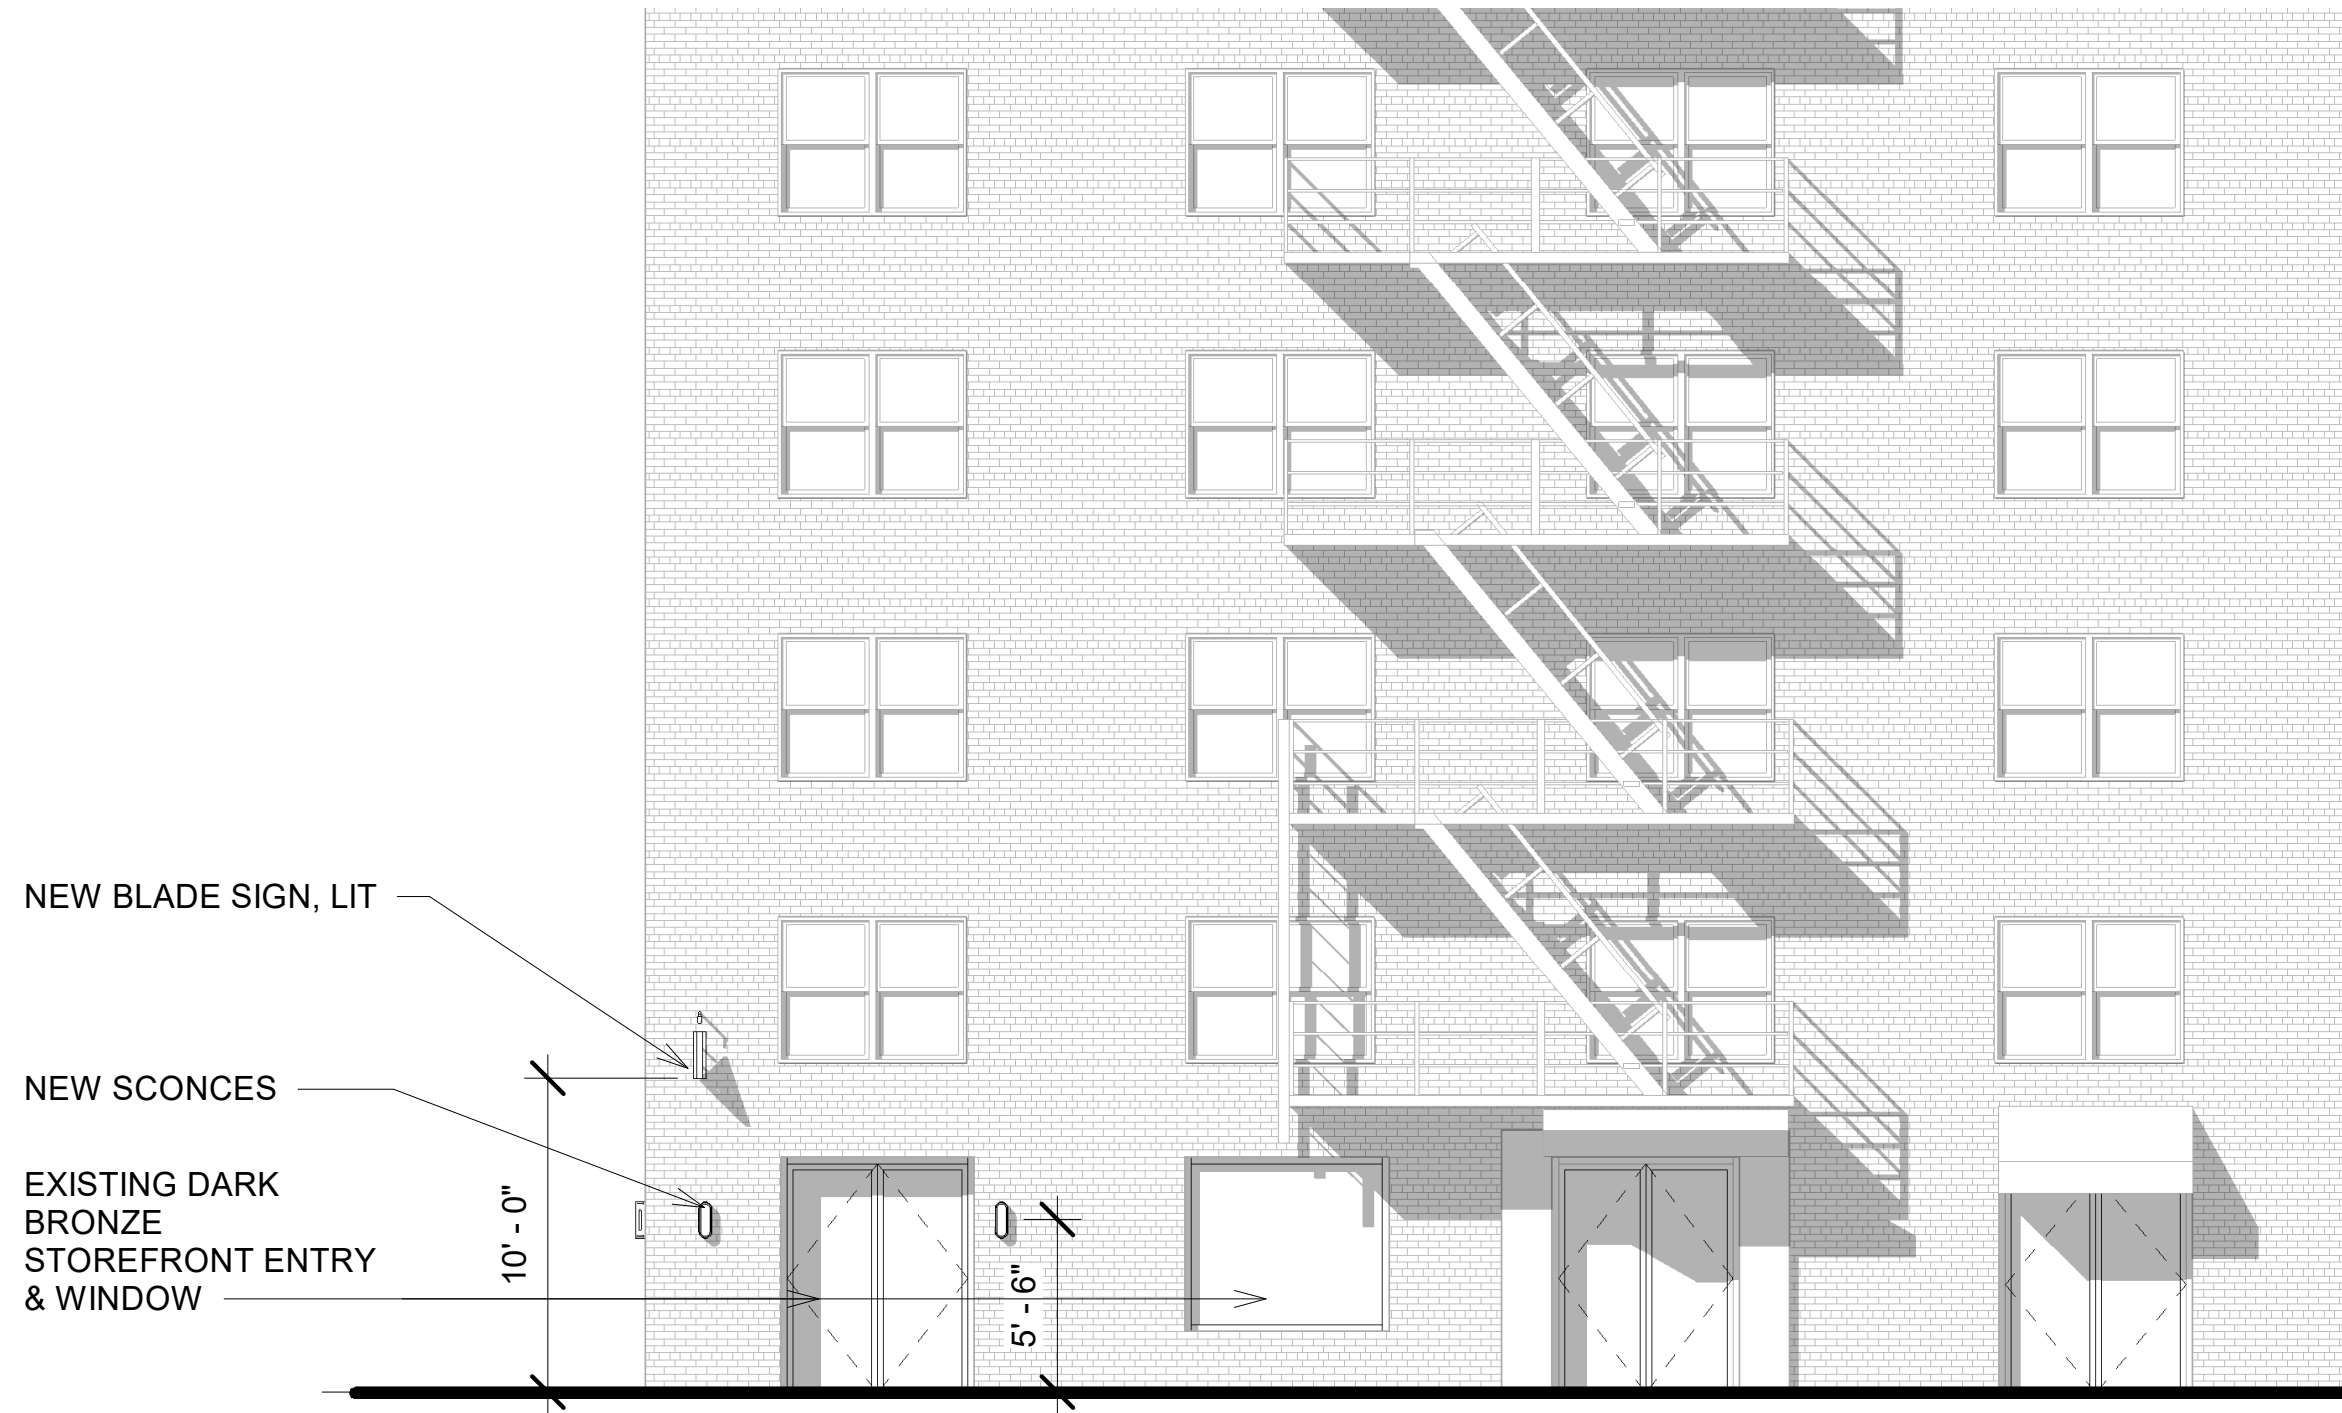 NEW BLADE SIGN, LIT
NEW SCONCES
EXISTING DARK
BRONZE
STOREFRONT ENTRY
& WINDOW
10' - 0"
5' - 6"